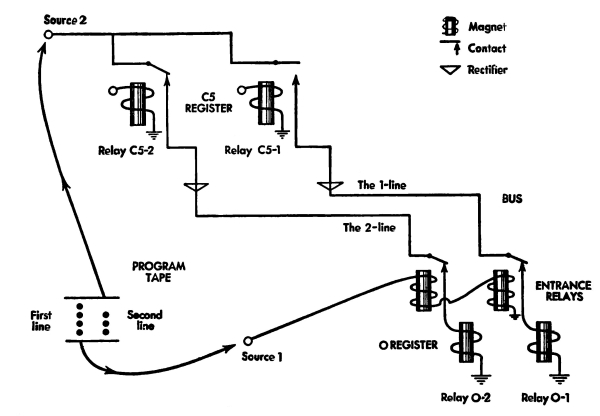 Source 2
Magnet
Contact
Rectifier
C5
REGISTER
Relay C5-2
Relay C5-1
The 1-line
BUS
The 2-line
PROGRAM
TAPE
ENTRANCE
RELAYS
First
line
Second
line
Source 1
O REGISTER
Relay O-2
Relay O-1